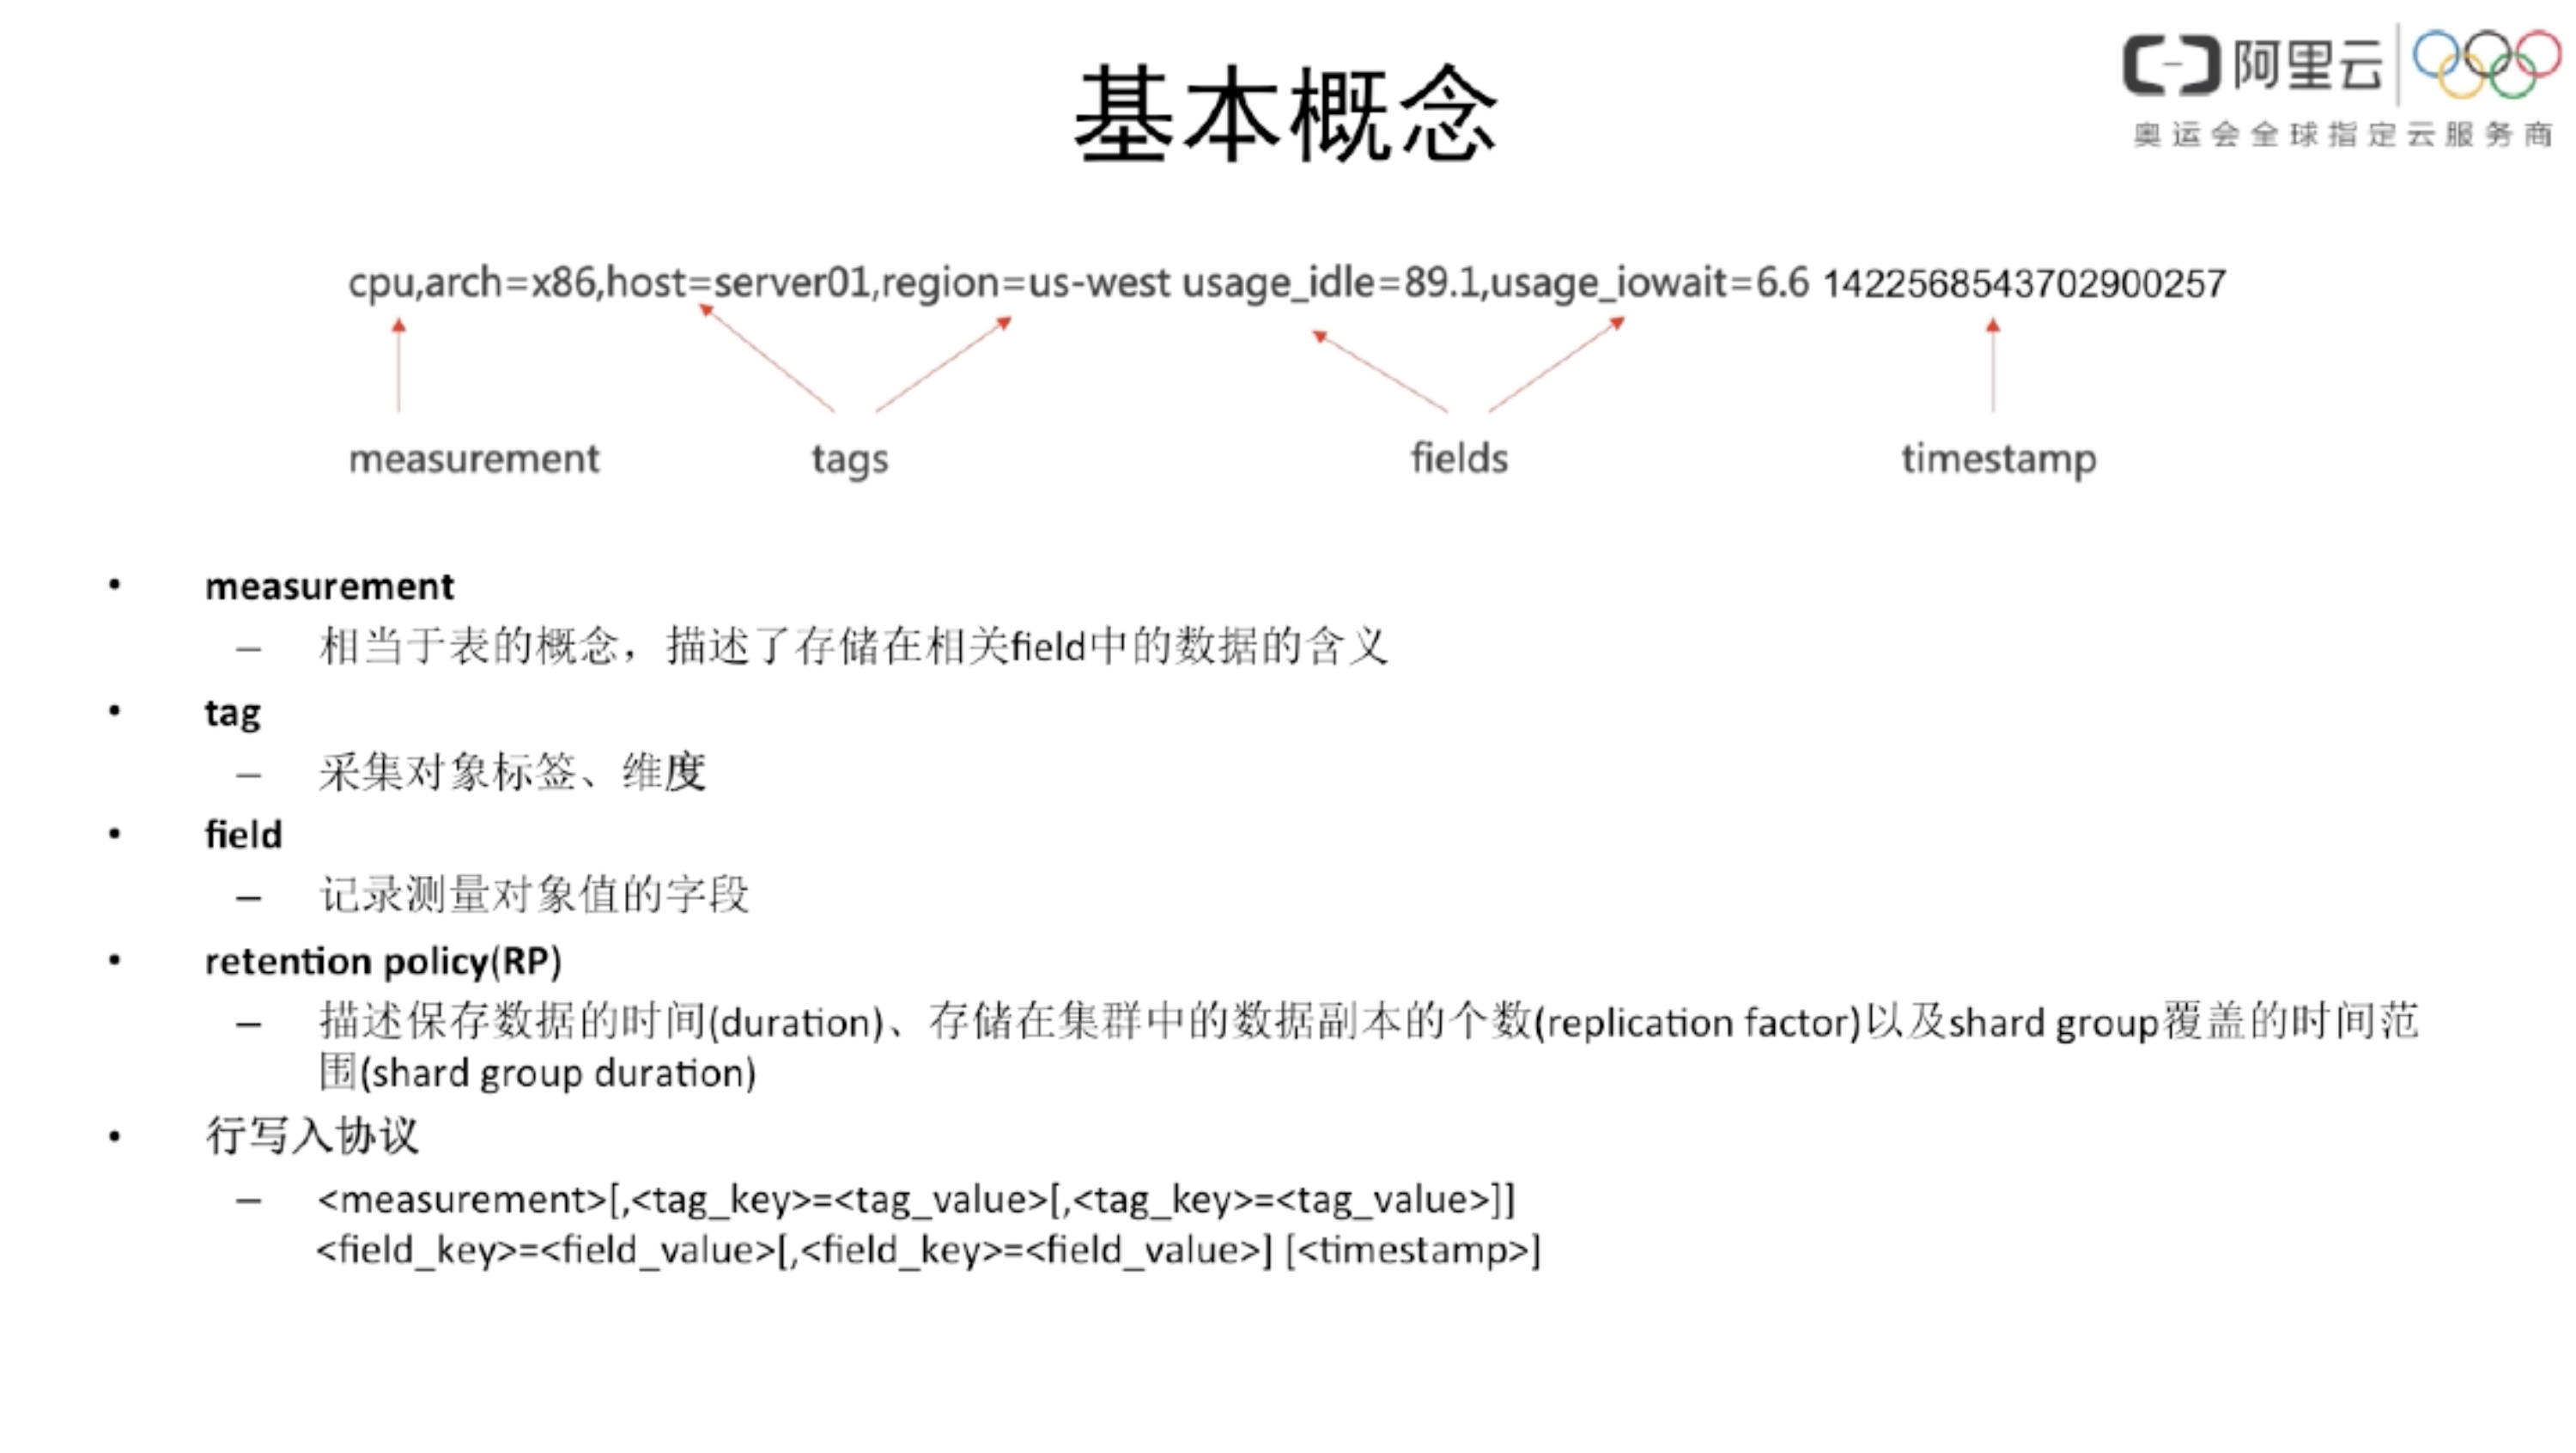 阿里云
奥运会全球指定云服务商
基本概念
cpu,arch=x86,host=server01,region=us-west usage_idle=89.1,usage_iowait=6.6 1422568543702900257
measurement tags fields timestamp
• measurement
– 相当于表的概念，描述了存储在相关field中的数据的含义
• tag
– 采集对象标签、维度
• field
– 记录测量对象值的字段
• retention policy(RP)
– 描述保存数据的时间(duration)、存储在集群中的数据副本的个数(replication factor)以及shard group覆盖的时间范
围(shard group duration)
• 行写入协议
– <measurement>[,<tag_key>=<tag_value>[,<tag_key>=<tag_value>]]
<field_key>=<field_value>[,<field_key>=<field_value>] [<timestamp>]